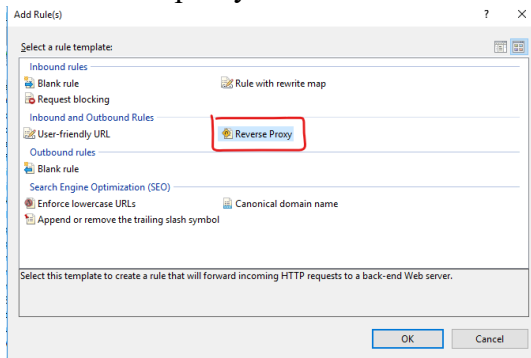 Add Rule(s) ? ×
Select a rule template:
Inbound rules
Blank rule Rule with rewrite map
Request blocking
Inbound and Outbound Rules
User-friendly URL Reverse Proxy
Outbound rules
Blank rule
Search Engine Optimization (SEO)
Enforce lowercase URLs Canonical domain name
Append or remove the trailing slash symbol
Select this template to create a rule that will forward incoming HTTP requests to a back-end Web server.
OK Cancel